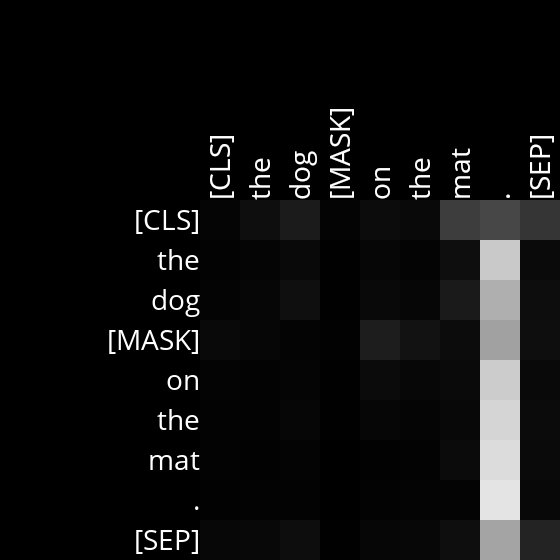 [CLS] the dog [MASK] on the mat . [SEP]
[CLS]
the
dog
[MASK]
on
the
mat
.
[SEP]